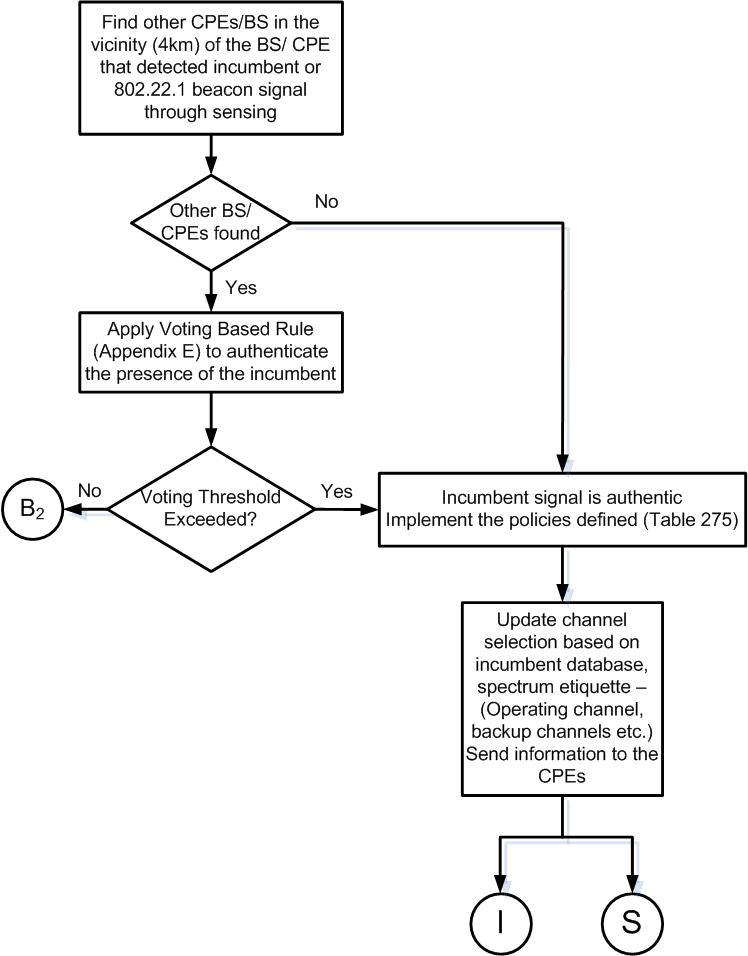 Find other CPEs/BS in the
vicinity (4km) of the BS/ CPE
that detected incumbent or
802.22.1 beacon signal
through sensing
Other BS/
CPEs found
No
Yes
Apply Voting Based Rule
(Appendix E) to authenticate
the presence of the incumbent
B2
No
Voting Threshold
Exceeded?
Yes
Incumbent signal is authentic
Implement the policies defined (Table 275)
Update channel
selection based on
incumbent database,
spectrum etiquette –
(Operating channel,
backup channels etc.)
Send information to the
CPEs
I
S